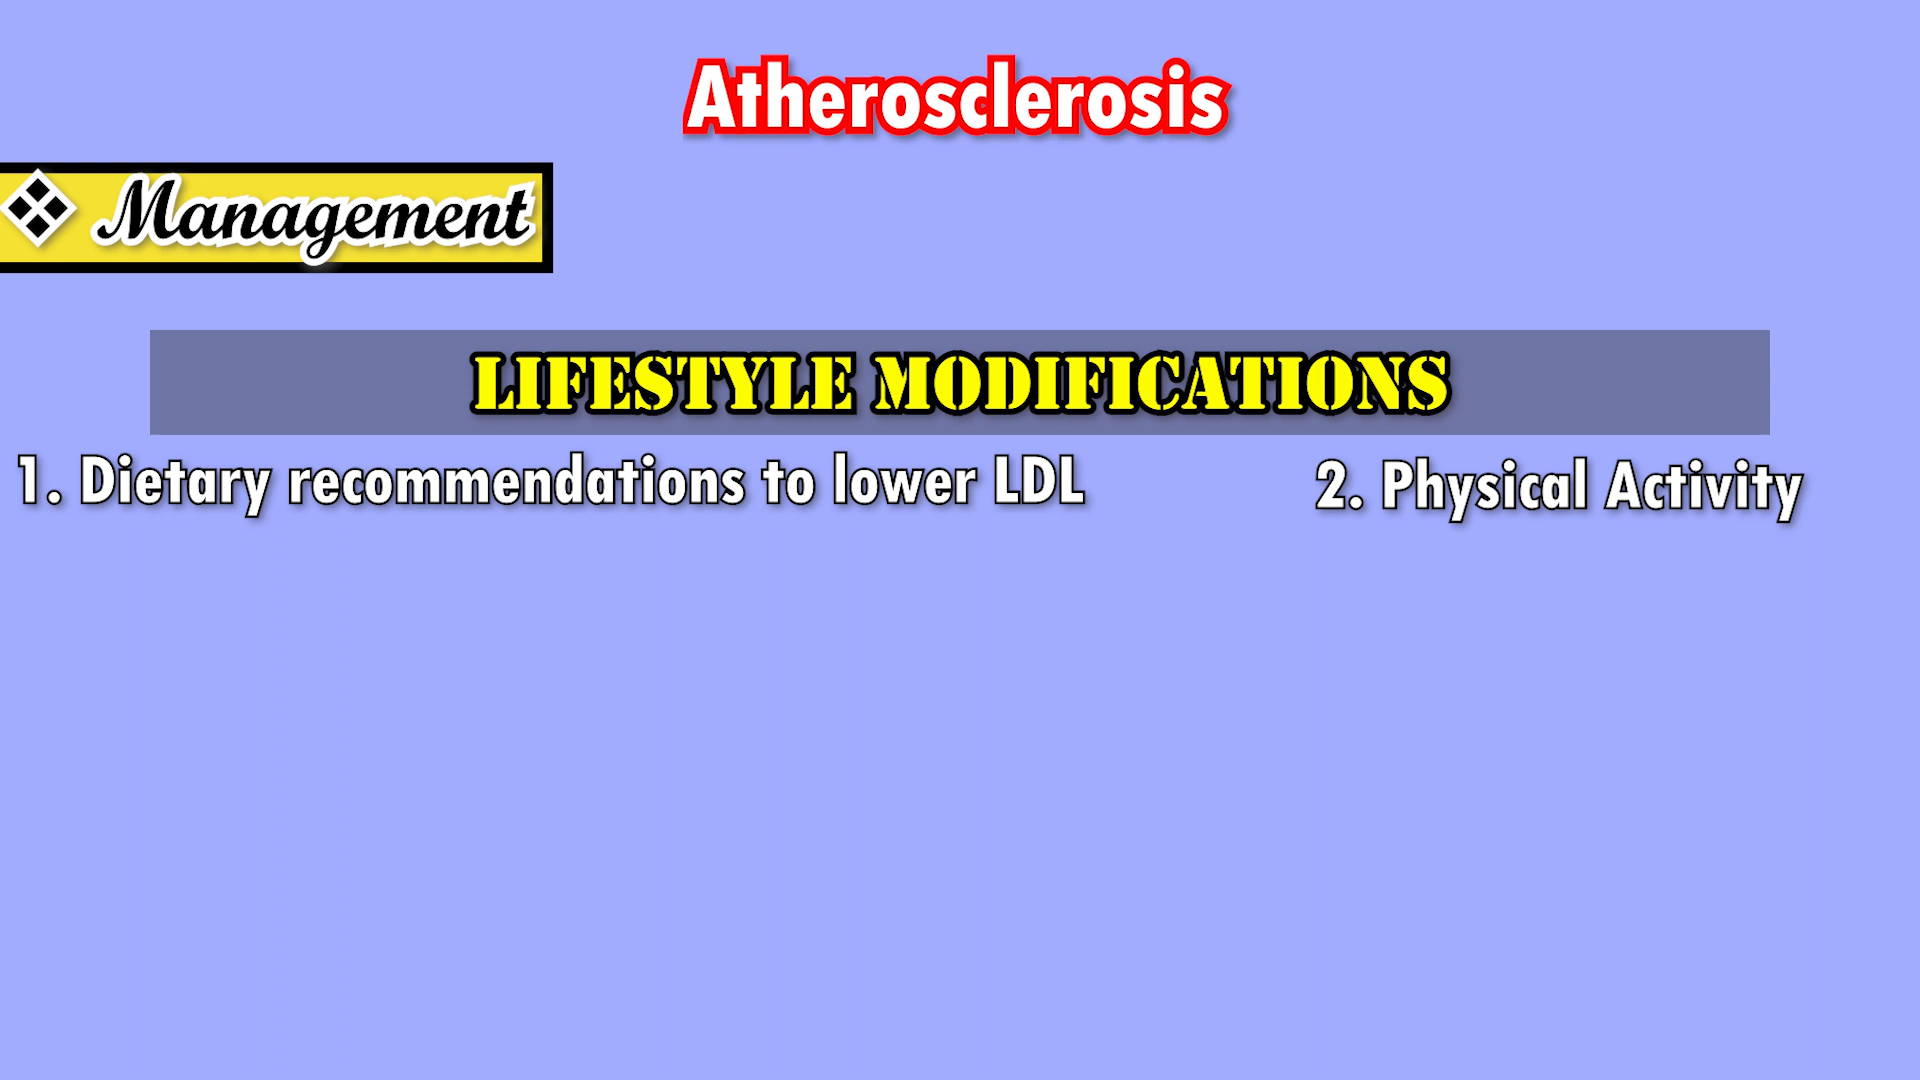 Atherosclerosis
❖ Management
LIFESTYLE MODIFICATIONS
1. Dietary recommendations to lower LDL
2. Physical Activity